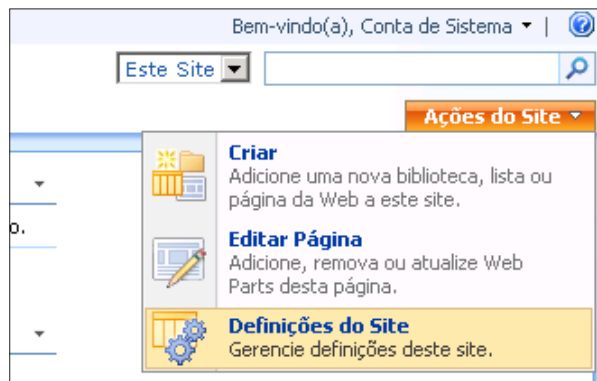 Bem-vindo(a), Conta de Sistema
Este Site
Ações do Site
Criar
Adicione uma nova biblioteca, lista ou
página da Web a este site.
o.
Editar Página
Adicione, remova ou atualize Web
Parts desta página.
Definições do Site
Gerencie definições deste site.